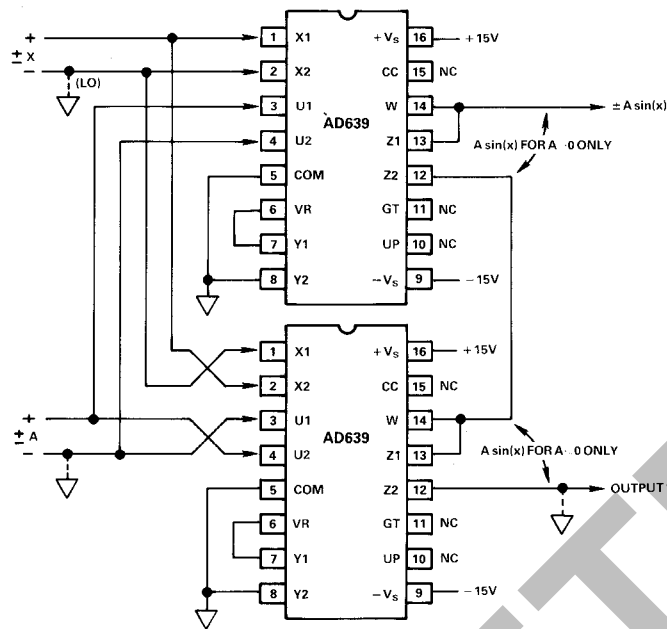 1 X1 +VS 16 +15V
+
± X
− (LO)
2 X2 CC 15 NC
3 U1 W 14 ± A sin(x)
AD639
4 U2 Z1 13
A sin(x) FOR A 0 ONLY
5 COM Z2 12
6 VR GT 11 NC
7 Y1 UP 10 NC
8 Y2 −VS 9 −15V
1 X1 +VS 16 +15V
2 X2 CC 15 NC
+
± A
−
3 U1 W 14
AD639
4 U2 Z1 13
A sin(x) FOR A 0 ONLY
5 COM Z2 12 OUTPUT
6 VR GT 11 NC
7 Y1 UP 10 NC
8 Y2 −VS 9 −15V